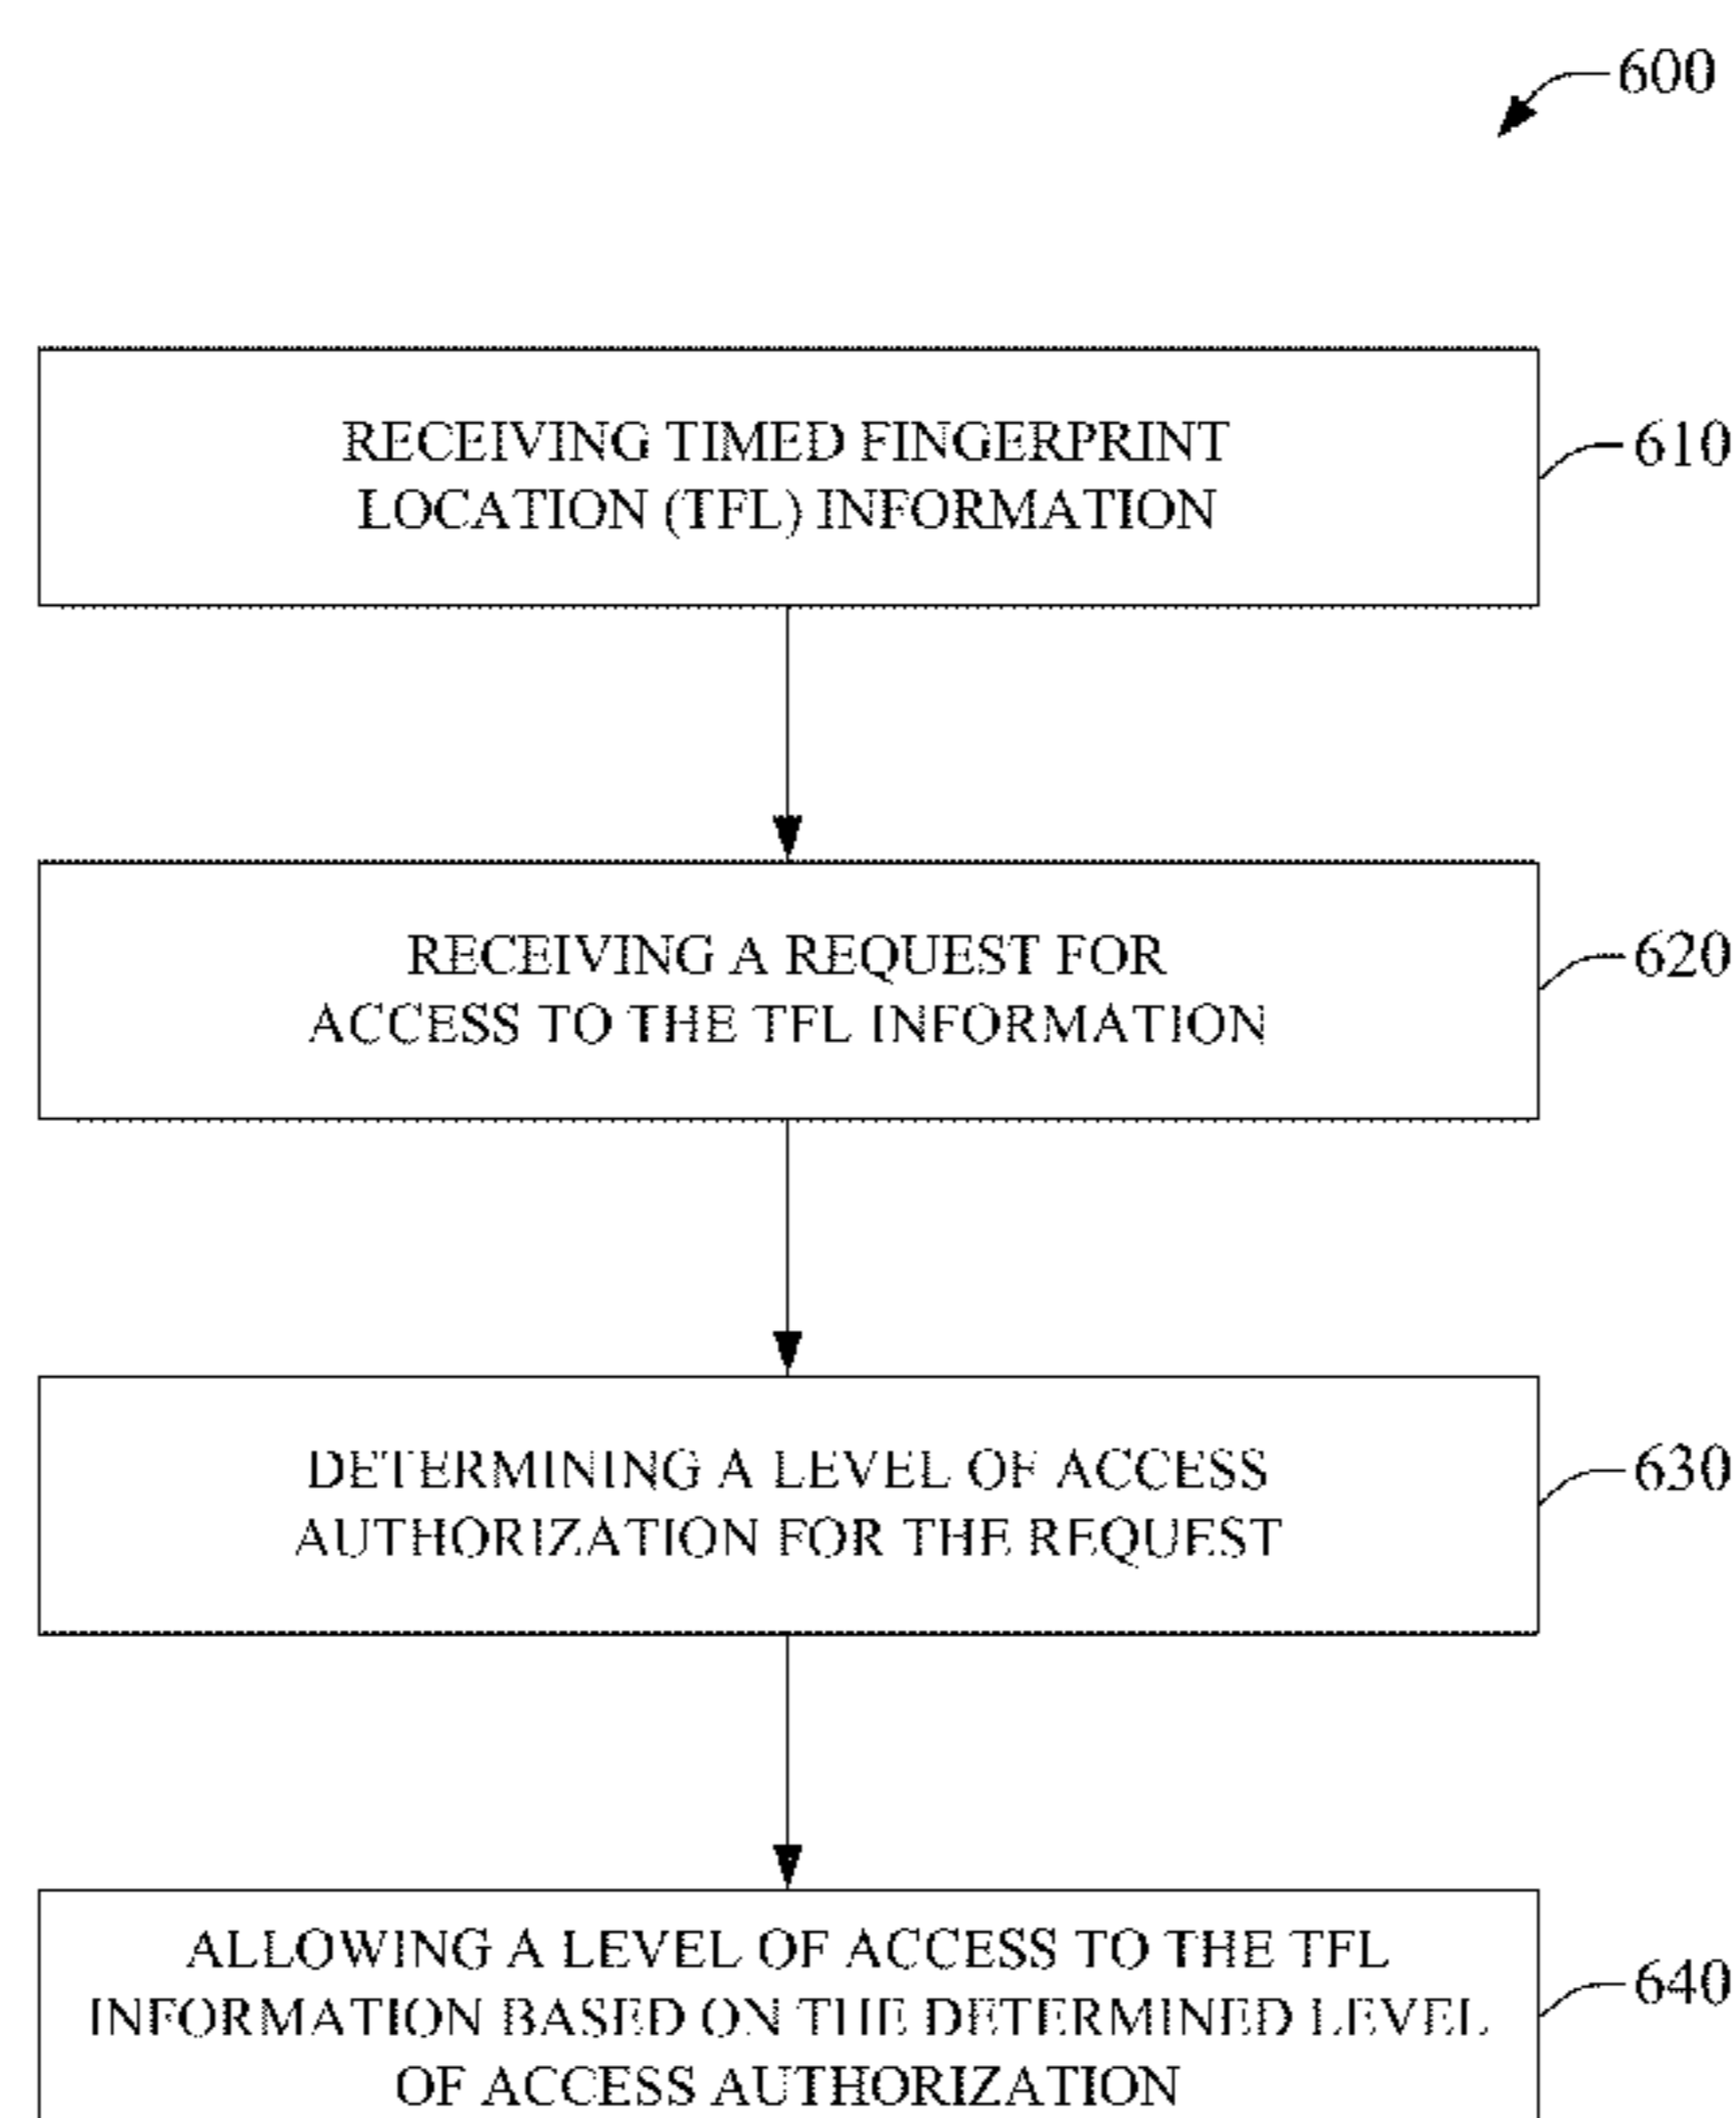 600
RECEIVING TIMED FINGERPRINT
LOCATION (TFL) INFORMATION
610
RECEIVING A REQUEST FOR
ACCESS TO THE TFL INFORMATION
620
DETERMINING A LEVEL OF ACCESS
AUTHORIZATION FOR THE REQUEST
630
ALLOWING A LEVEL OF ACCESS TO THE TFL
INFORMATION BASED ON THE DETERMINED LEVEL
OF ACCESS AUTHORIZATION
640